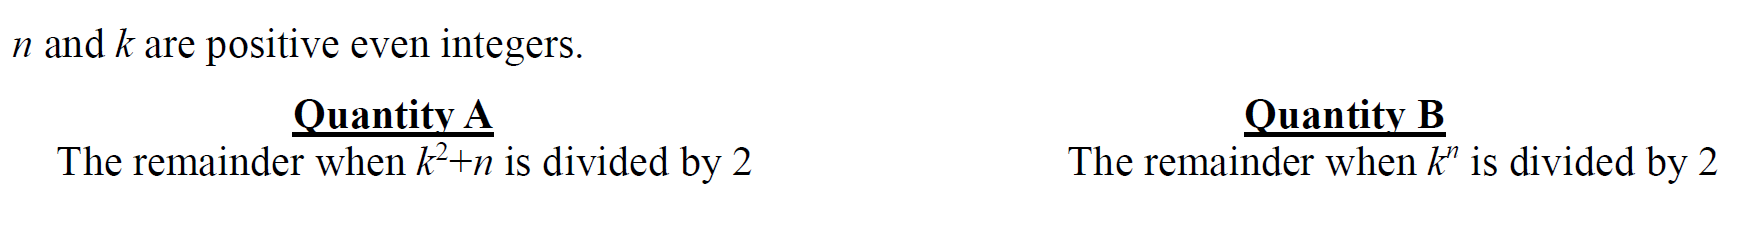 n and k are positive even integers.
Quantity A Quantity B
The remainder when k²+n is divided by 2 The remainder when kⁿ is divided by 2